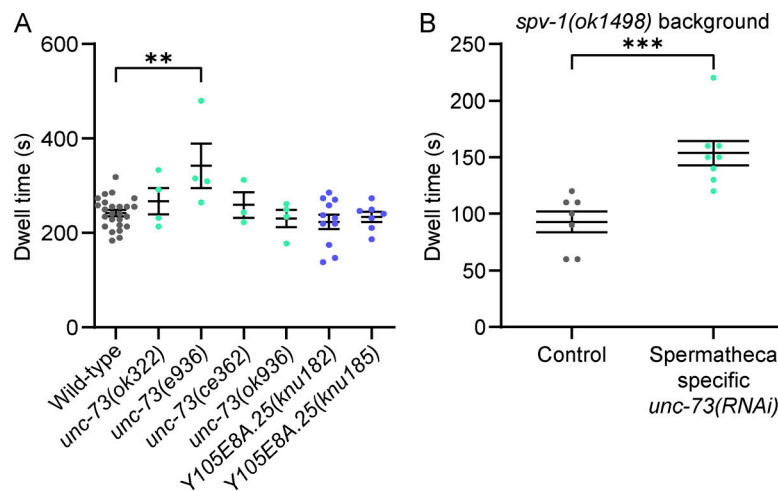 A
600
400
200
0
Dwell time (s)
**
Wild-type
unc-73(ok322)
unc-73(e936)
unc-73(ce362)
unc-73(ok936)
Y105E8A.25(knu182)
Y105E8A.25(knu185)
B
spv-1(ok1498) background
***
250
200
150
100
50
0
Dwell time (s)
Control
Spermatheca
specific
unc-73(RNAi)